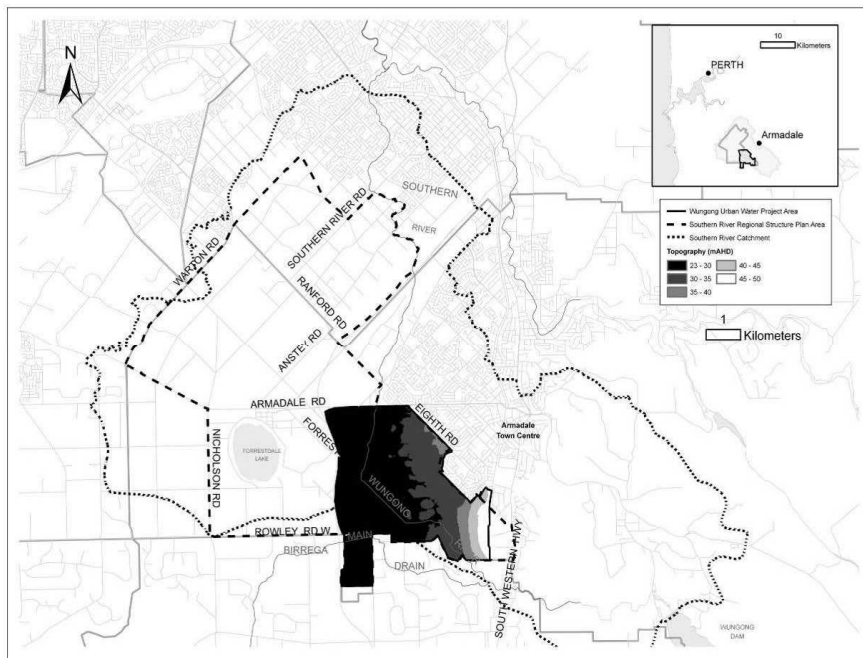 N
10
Kilometers
PERTH
Armadale
Wungong Urban Water Project Area
Southern River Regional Structure Plan Area
Southern River Catchment
Topography (mAHD)
23 - 30
40 - 45
30 - 35
45 - 50
35 - 40
1
Kilometers
SOUTHERN
RIVER
WARTON RD
SOUTHERN RIVER RD
RANFORD RD
ANSTEY RD
ARMADALE RD
EIGHTH RD
FORREST
Armadale
Town Centre
NICHOLSON RD
FORRESTDALE
LAKE
WUNGONG
ROWLEY RD W
MAIN
BIRREGA
DRAIN
SOUTH WESTERN HWY
WUNGONG
DAM